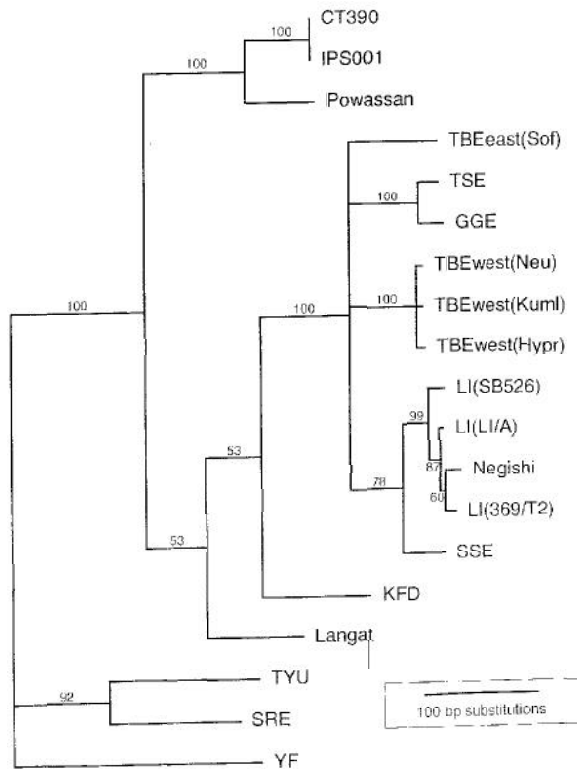 CT390
100
IPS001
100
Powassan
TBEeast(Sof)
TSE
100
GGE
TBEwest(Neu)
100
TBEwest(Kuml)
100
100
TBEwest(Hypr)
LI(SB526)
99
LI(LI/A)
53
87
Negishi
78
60
LI(369/T2)
53
SSE
KFD
Langat
TYU
92
100 bp substitutions
SRE
YF